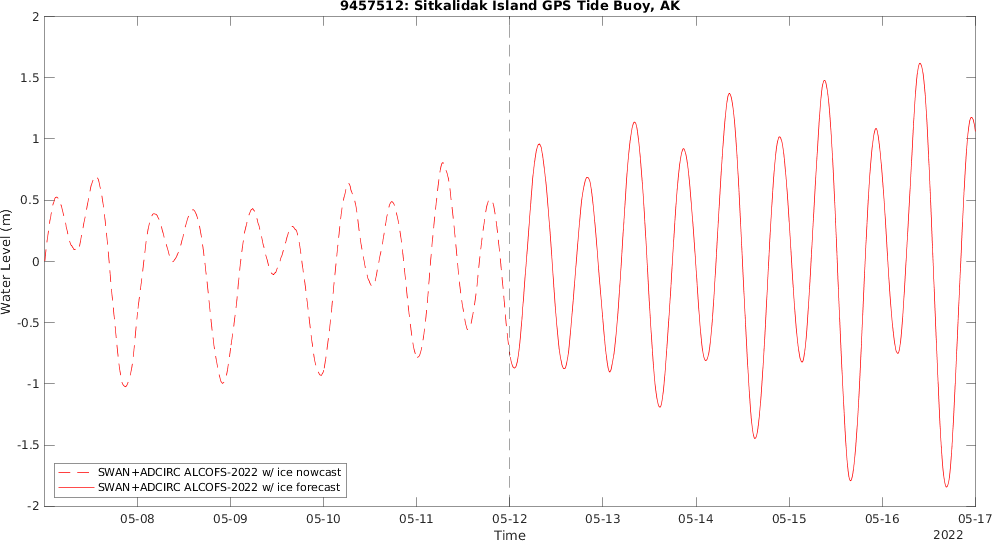 9457512: Sitkalidak Island GPS Tide Buoy, AK
2
1.5
1
0.5
0
-0.5
-1
-1.5
-2
Water Level (m)
SWAN+ADCIRC ALCOFS-2022 w/ ice nowcast
SWAN+ADCIRC ALCOFS-2022 w/ ice forecast
05-08 05-09 05-10 05-11 05-12 05-13 05-14 05-15 05-16 05-17
Time
2022